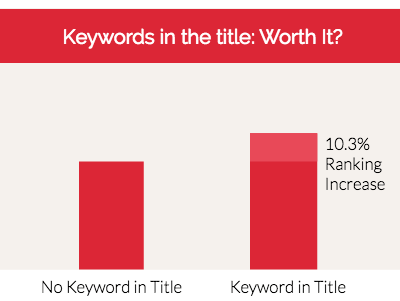 Keywords in the title: Worth It?
10.3%
Ranking
Increase
No Keyword in Title
Keyword in Title